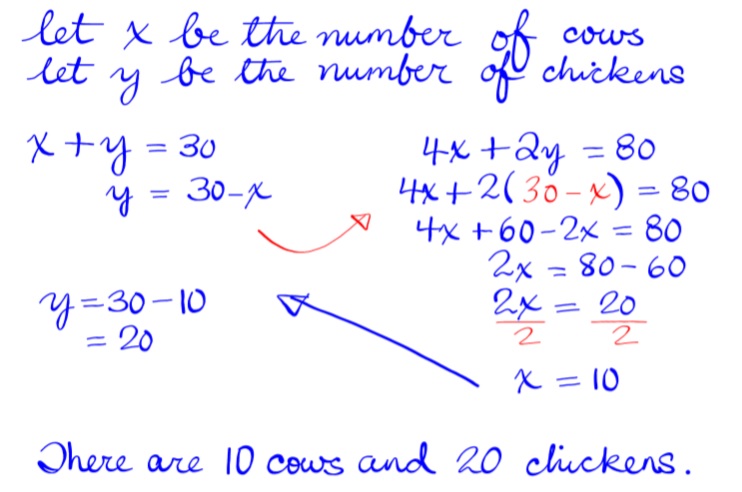 let x be the number of cows
let y be the number of chickens
x + y = 30
y = 30 - x
4x + 2y = 80
4x + 2(30 - x) = 80
4x + 60 - 2x = 80
2x = 80 - 60
2x/2 = 20/2
x = 10
y = 30 - 10
= 20
There are 10 cows and 20 chickens.